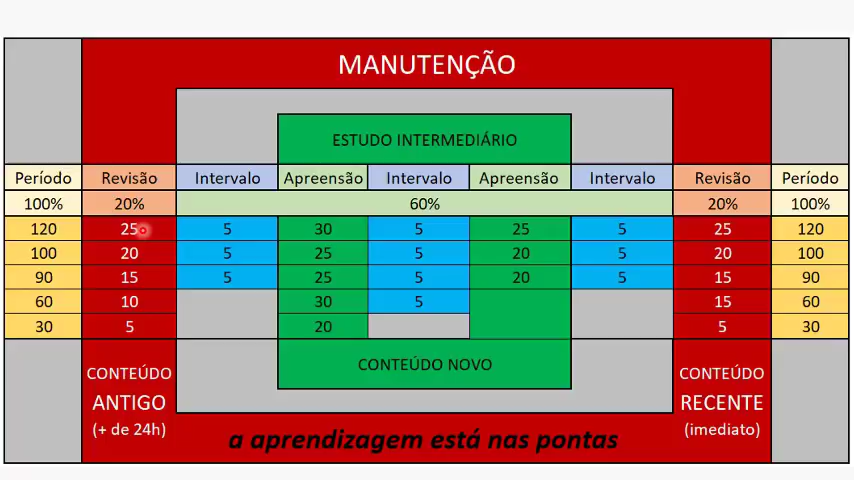 MANUTENÇÃO
ESTUDO INTERMEDIÁRIO
Período Revisão Intervalo Apreensão Intervalo Apreensão Intervalo Revisão Período
100% 20% 60% 20% 100%
120 25 5 30 5 25 5 25 120
100 20 5 25 5 20 5 20 100
90 15 5 25 5 20 5 15 90
60 10 30 5 15 60
30 5 20 5 30
CONTEÚDO NOVO
CONTEÚDO
ANTIGO
(+ de 24h)
CONTEÚDO
RECENTE
(imediato)
a aprendizagem está nas pontas